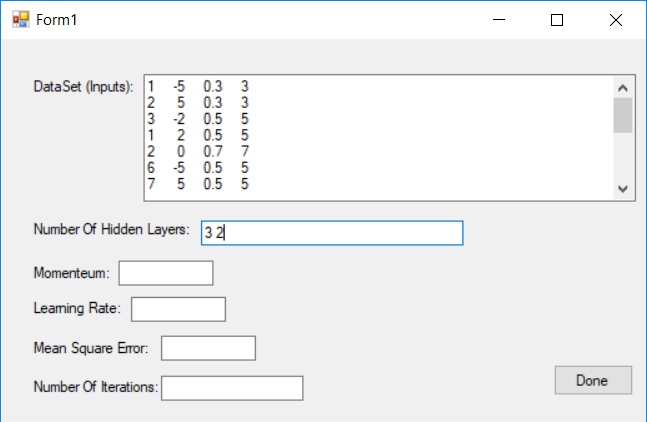 Form1
DataSet (Inputs):
1 -5 0.3 3
2 5 0.3 3
3 -2 0.5 5
1 2 0.5 5
2 0 0.7 7
6 -5 0.5 5
7 5 0.5 5
Number Of Hidden Layers: 3 2
Momenteum:
Learning Rate:
Mean Square Error:
Number Of Iterations:
Done